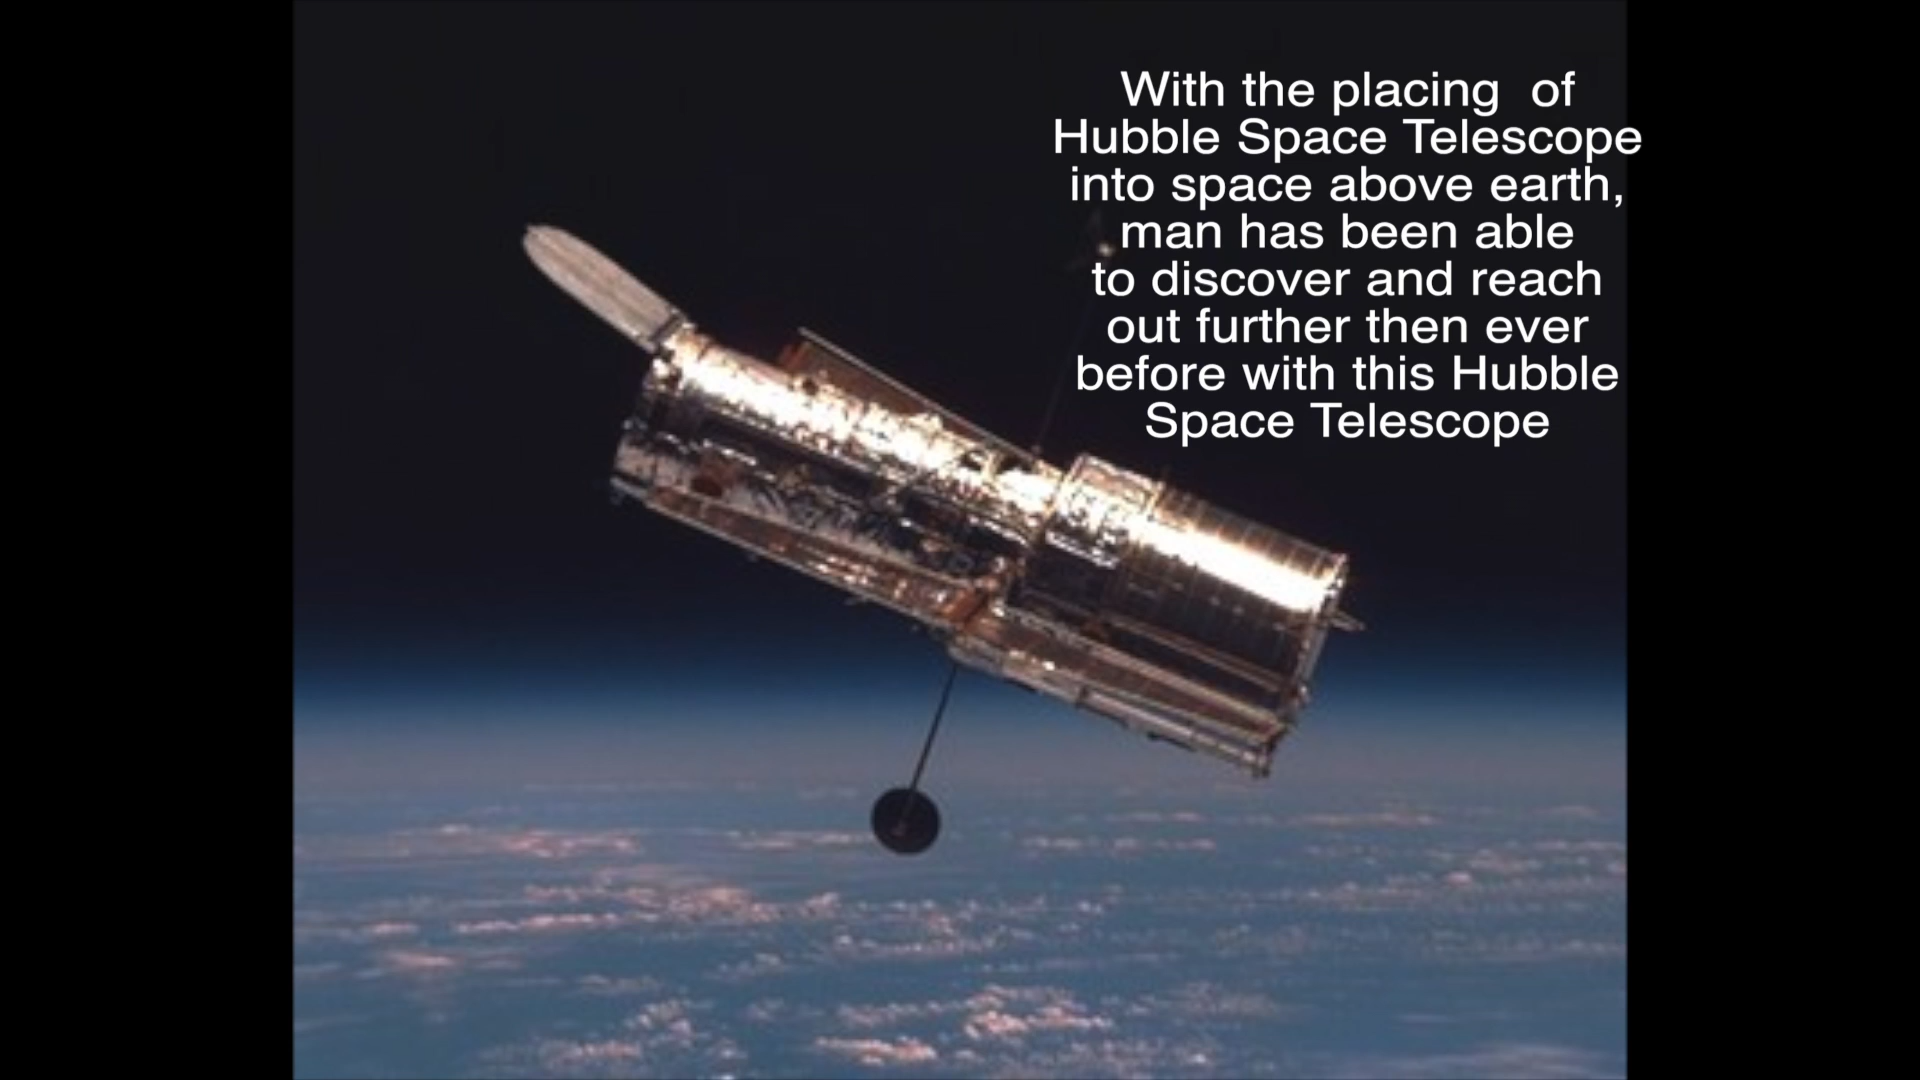 With the placing  of
Hubble Space Telescope
into space above earth,
man has been able
to discover and reach
out further then ever
before with this Hubble
Space Telescope